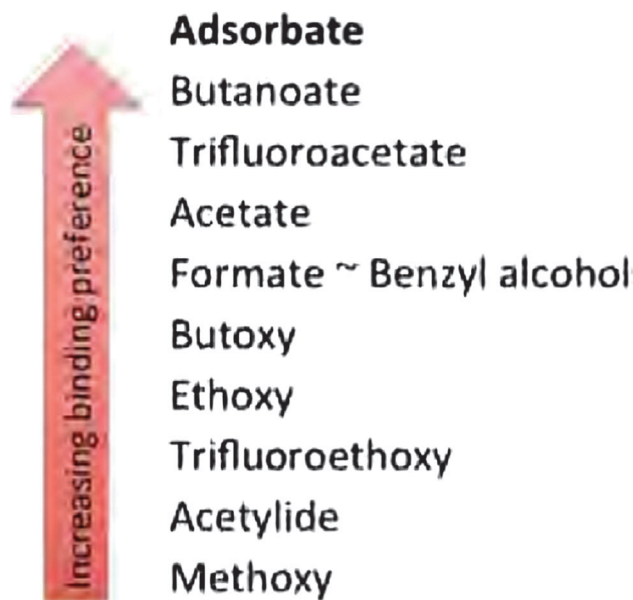 Adsorbate
Butanoate
Trifluoroacetate
Acetate
Formate ~ Benzyl alcohol
Butoxy
Ethoxy
Trifluoroethoxy
Acetylide
Methoxy
Increasing binding preference